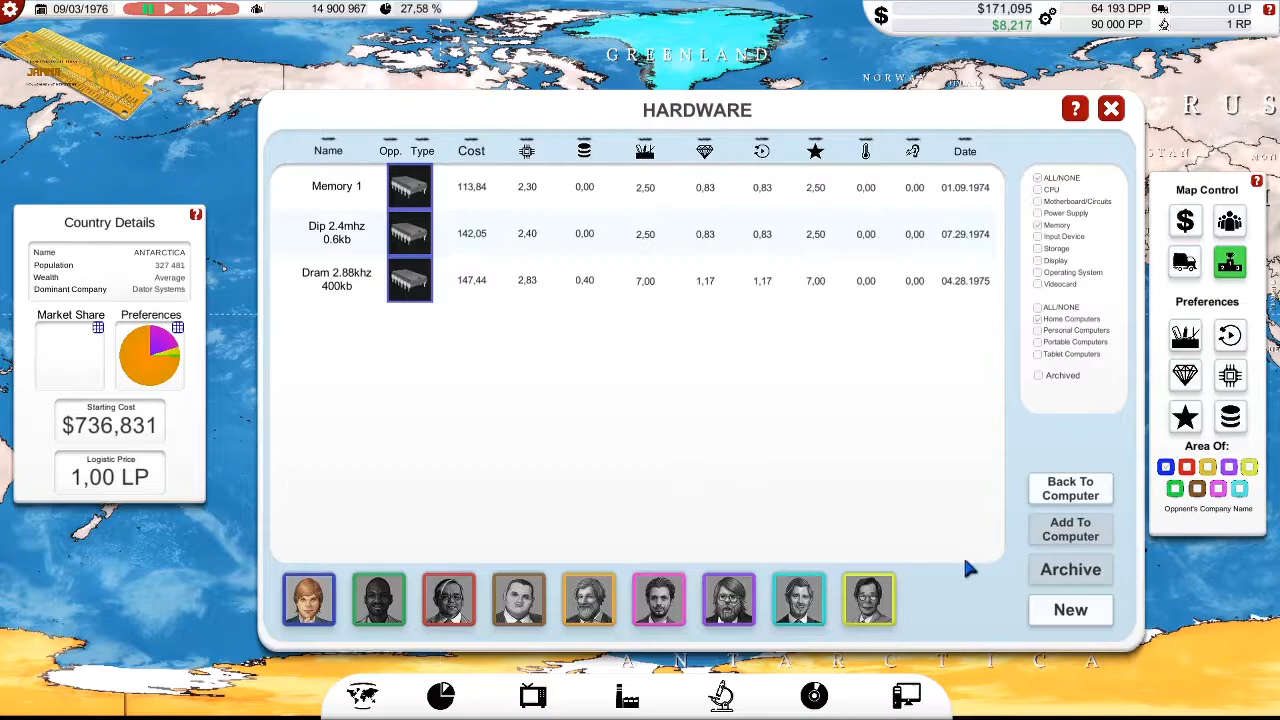 09/03/1976
14 900 967
27,58 %
$
$171,095
$8,217
64 193 DPP
90 000 PP
0 LP
1 RP
?
GREENLAND
NORWA
RUS
HARDWARE
?
Name
Opp.
Type
Cost
Date
Memory 1
113,84
2,30
0,00
2,50
0,83
0,83
2,50
0,00
0,00
01.09.1974
Dip 2.4mhz
0.6kb
142,05
2,40
0,00
2,50
0,83
0,83
2,50
0,00
0,00
07.29.1974
Dram 2.88khz
400kb
147,44
2,83
0,40
7,00
1,17
1,17
7,00
0,00
0,00
04.28.1975
ALL/NONE
CPU
Motherboard/Circuits
Power Supply
Memory
Input Device
Storage
Display
Operating System
Videocard
ALL/NONE
Home Computers
Personal Computers
Portable Computers
Tablet Computers
Archived
Back To
Computer
Add To
Computer
Archive
New
Country Details
?
Name
ANTARCTICA
Population
327 481
Wealth
Average
Dominant Company
Dator Systems
Market Share
Preferences
Starting Cost
$736,831
Logistic Price
1,00 LP
Map Control
?
$
Preferences
Area Of:
Oppnent's Company Name
ANTARCTICA